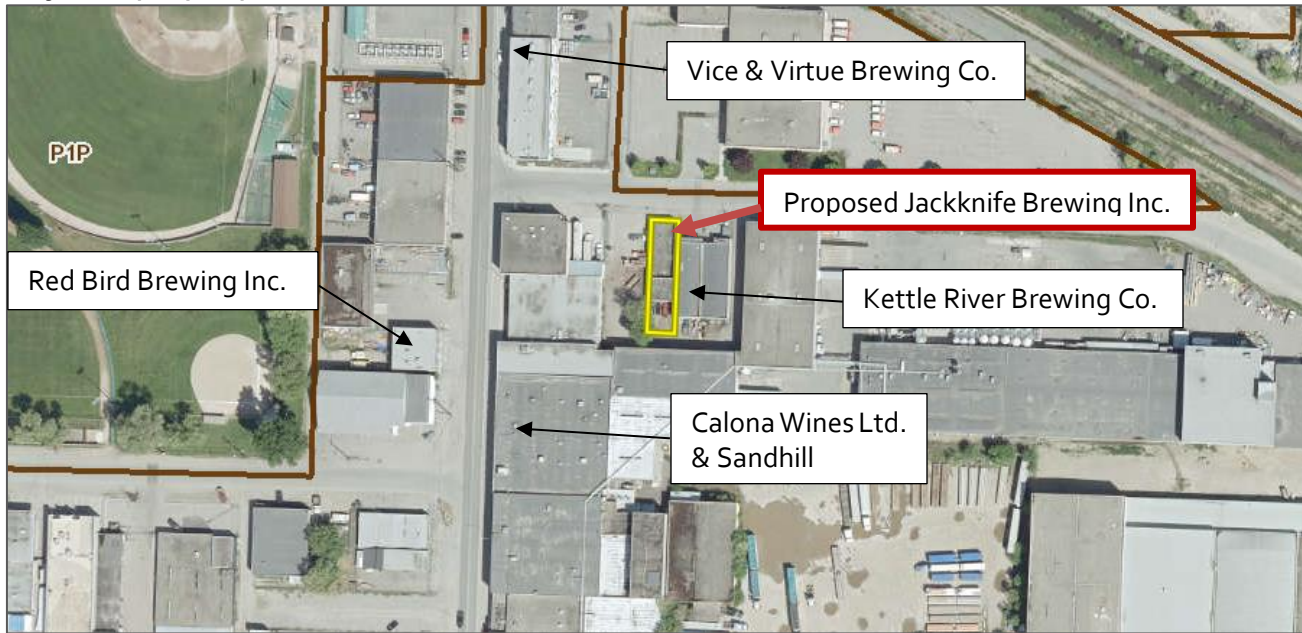 Vice & Virtue Brewing Co.
P1P
Proposed Jackknife Brewing Inc.
Red Bird Brewing Inc.
Kettle River Brewing Co.
Calona Wines Ltd.
& Sandhill